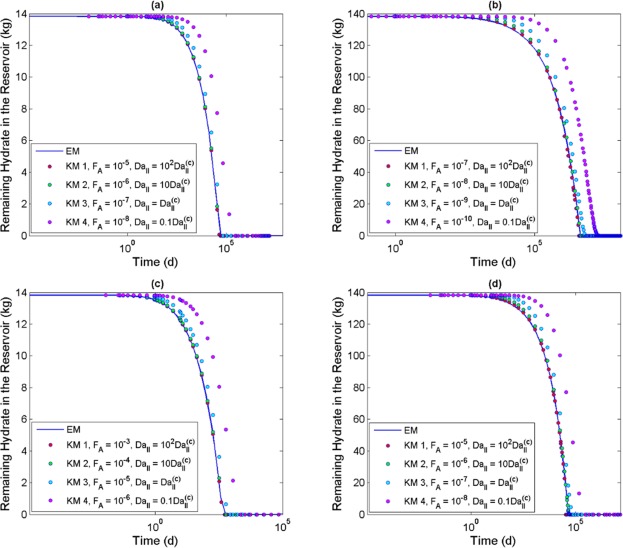 (a)
Remaining Hydrate in the Reservoir (kg)
14
12
10
8
6
4
2
0
EM
KM 1, F_A = 10^-5, Da_II = 10^2Da_II^(c)
KM 2, F_A = 10^-6, Da_II = 10Da_II^(c)
KM 3, F_A = 10^-7, Da_II = Da_II^(c)
KM 4, F_A = 10^-8, Da_II = 0.1Da_II^(c)
10^0
10^5
Time (d)
(b)
Remaining Hydrate in the Reservoir (kg)
140
120
100
80
60
40
20
0
EM
KM 1, F_A = 10^-7, Da_II = 10^2Da_II^(c)
KM 2, F_A = 10^-8, Da_II = 10Da_II^(c)
KM 3, F_A = 10^-9, Da_II = Da_II^(c)
KM 4, F_A = 10^-10, Da_II = 0.1Da_II^(c)
10^0
10^5
Time (d)
(c)
Remaining Hydrate in the Reservoir (kg)
14
12
10
8
6
4
2
0
EM
KM 1, F_A = 10^-3, Da_II = 10^2Da_II^(c)
KM 2, F_A = 10^-4, Da_II = 10Da_II^(c)
KM 3, F_A = 10^-5, Da_II = Da_II^(c)
KM 4, F_A = 10^-6, Da_II = 0.1Da_II^(c)
10^0
10^5
Time (d)
(d)
Remaining Hydrate in the Reservoir (kg)
140
120
100
80
60
40
20
0
EM
KM 1, F_A = 10^-5, Da_II = 10^2Da_II^(c)
KM 2, F_A = 10^-6, Da_II = 10Da_II^(c)
KM 3, F_A = 10^-7, Da_II = Da_II^(c)
KM 4, F_A = 10^-8, Da_II = 0.1Da_II^(c)
10^0
10^5
Time (d)